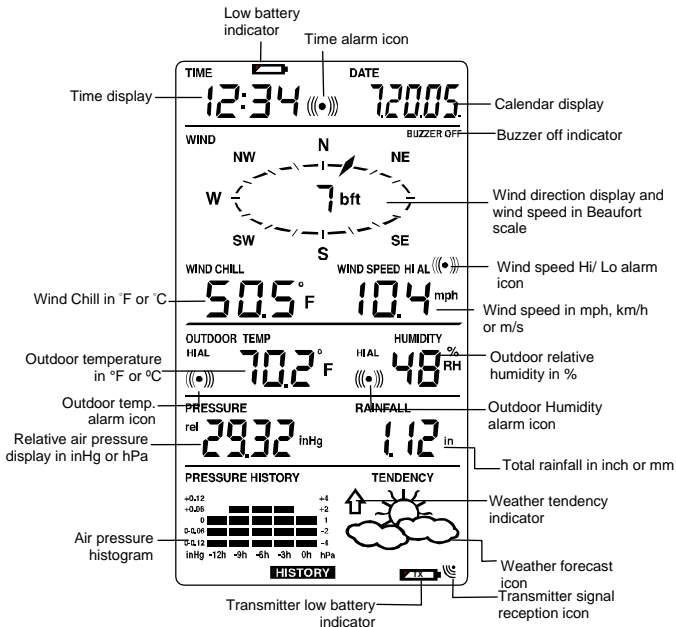 Low battery
indicator
Time alarm icon
TIME
DATE
Time display
12:34
7.20.05.
Calendar display
BUZZER OFF
Buzzer off indicator
WIND
N
NW
NE
W
7 bft
Wind direction display and
wind speed in Beaufort
scale
SW
SE
S
WIND CHILL
WIND SPEED HI AL
Wind speed Hi/ Lo alarm
icon
Wind Chill in °F or °C
50.5°F
10.4 mph
Wind speed in mph, km/h
or m/s
OUTDOOR TEMP
HUMIDITY
HI AL
HI AL
Outdoor temperature
in °F or ºC
70.2°F
48 % RH
Outdoor relative
humidity in %
Outdoor temp.
alarm icon
Outdoor Humidity
alarm icon
PRESSURE
RAINFALL
Relative air pressure
display in inHg or hPa
rel 29.32 inHg
1.12 in
Total rainfall in inch or mm
PRESSURE HISTORY
TENDENCY
+0.12 +4
+0.06 +2
0 1
0-0.06 -2
0-0.12 -4
inHg -12h -9h -6h -3h 0h hPa
Weather tendency
indicator
Air pressure
histogram
Weather forecast
icon
HISTORY
TX
Transmitter signal
reception icon
Transmitter low battery
indicator